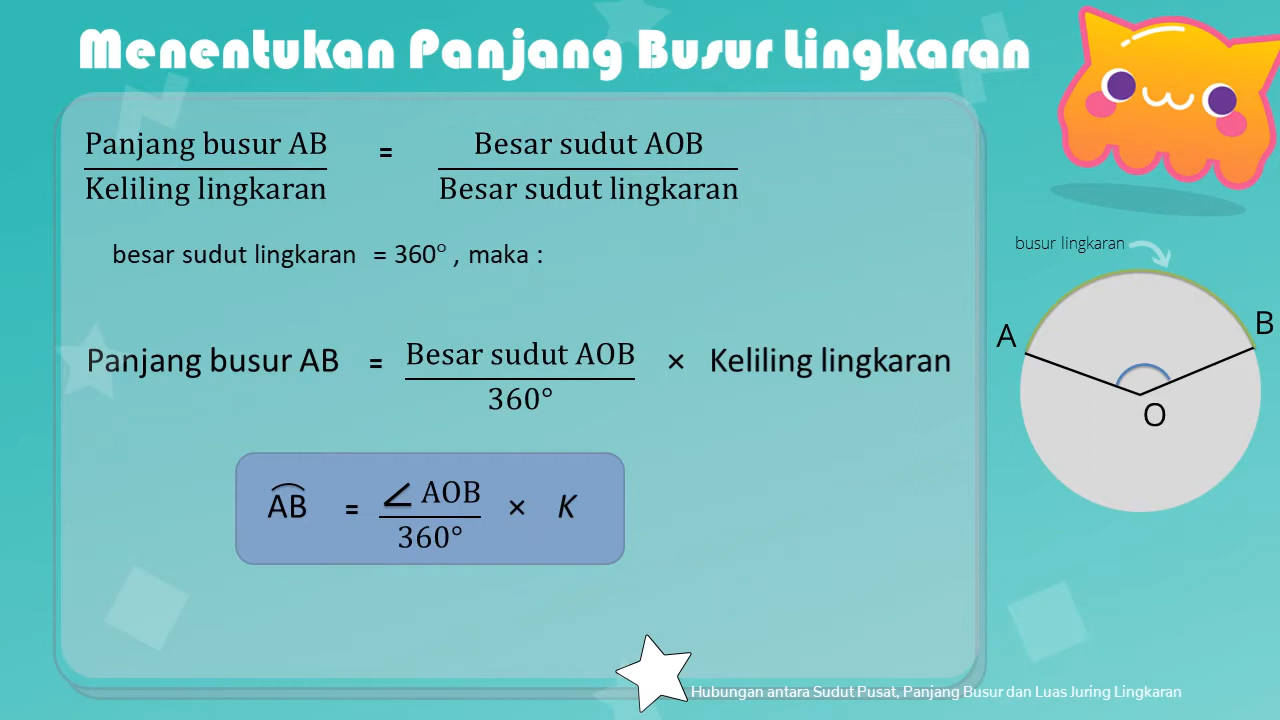 Menentukan Panjang Busur Lingkaran
Panjang busur AB = Besar sudut AOB
Keliling lingkaran Besar sudut lingkaran
besar sudut lingkaran = 360° , maka :
Panjang busur AB = Besar sudut AOB × Keliling lingkaran
360°
AB = ∠ AOB × K
360°
busur lingkaran
A
B
O
Hubungan antara Sudut Pusat, Panjang Busur dan Luas Juring Lingkaran